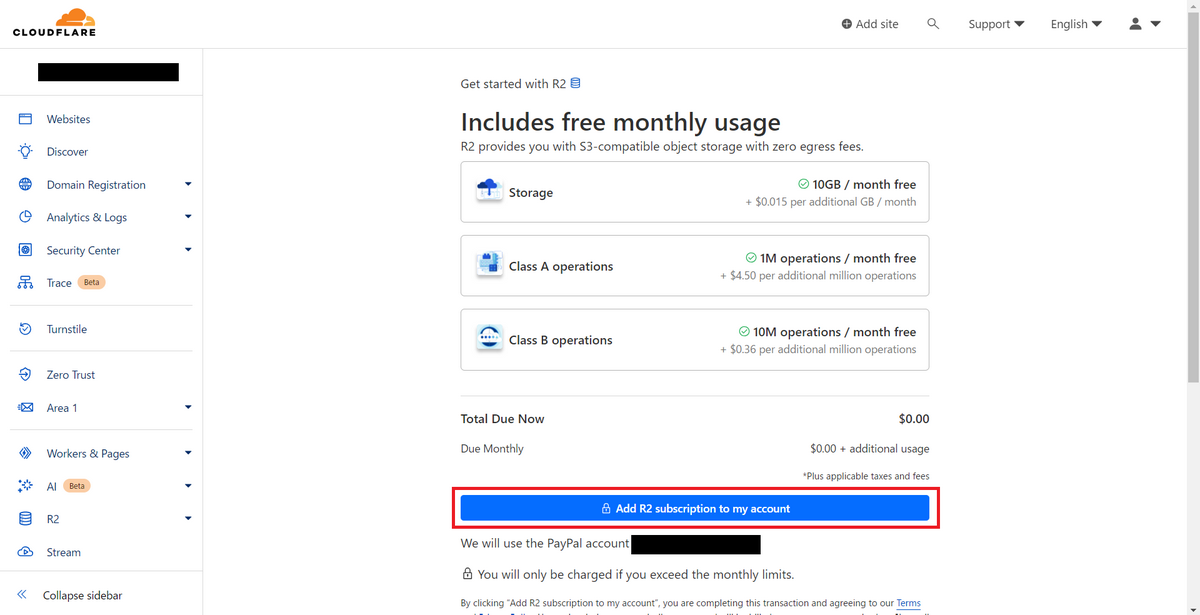 CLOUDFLARE
Add site
Support
English
Websites
Discover
Domain Registration
Analytics & Logs
Security Center
Trace Beta
Turnstile
Zero Trust
Area 1
Workers & Pages
AI Beta
R2
Stream
Collapse sidebar
Get started with R2
Includes free monthly usage
R2 provides you with S3-compatible object storage with zero egress fees.
Storage
10GB / month free
+ $0.015 per additional GB / month
Class A operations
1M operations / month free
+ $4.50 per additional million operations
Class B operations
10M operations / month free
+ $0.36 per additional million operations
Total Due Now $0.00
Due Monthly $0.00 + additional usage
*Plus applicable taxes and fees
Add R2 subscription to my account
We will use the PayPal account
You will only be charged if you exceed the monthly limits.
By clicking “Add R2 subscription to my account”, you are completing this transaction and agreeing to our Terms